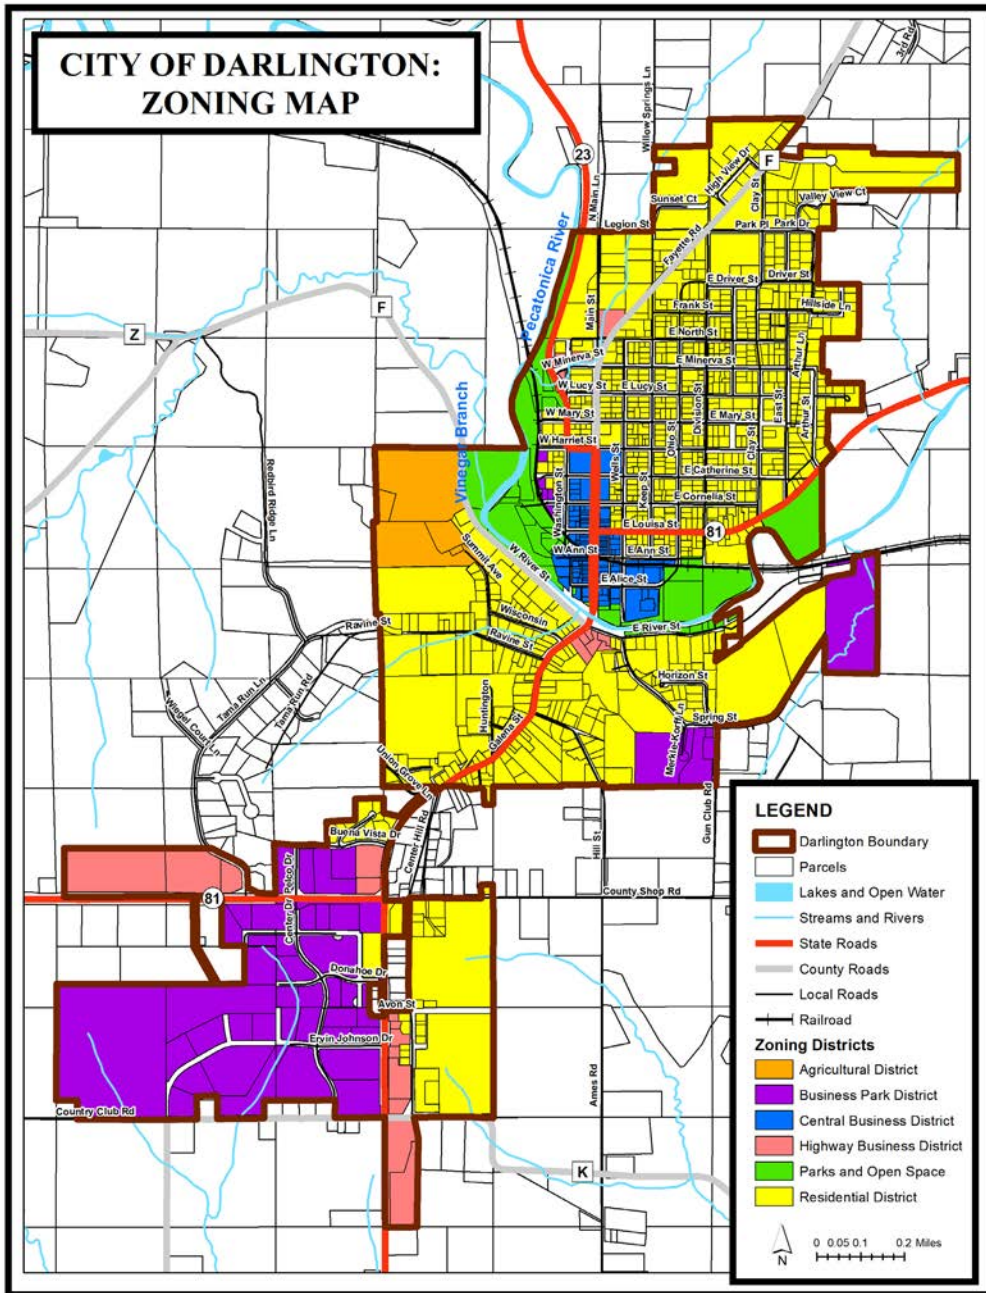 CITY OF DARLINGTON:
ZONING MAP
3rd Rd
Willow Springs Ln
23
N Main Ln
High View Dr
F
Clay St
Valley View Ct
Sunset Ct
Legion St
Fayette Rd
Park Pl
Park Dr
Pecatonica River
E Driver St
Driver St
F
Z
Main St
Frank St
Hillside Ln
E North St
W Minerva St
E Minerva St
Arthur Ln
W Lucy St
E Lucy St
Division St
Vinegar Branch
W Mary St
E Mary St
East St
Arthur St
W Harriet St
Ohio St
Clay St
Wells St
Redbird Ridge Ln
E Catherine St
Keep St
Washington St
E Cornelia St
E Louisa St
81
Summit Ave
W River St
W Ann St
E Ann St
E Alice St
Wisconsin
Ravine St
Ravine St
E River St
Tama Run Ln
Tama Run Rd
Horizon St
Wiegel Court Ln
Huntington
Galena St
Merkle-Korff Ln
Spring St
Union Grove Ln
Gun Club Rd
Buena Vista Dr
Center Hill Rd
Hill St
Pelco Dr
81
County Shop Rd
Center Dr
Donahoe Dr
Avon St
Ervin Johnson Dr
Country Club Rd
Ames Rd
K
LEGEND
Darlington Boundary
Parcels
Lakes and Open Water
Streams and Rivers
State Roads
County Roads
Local Roads
Railroad
Zoning Districts
Agricultural District
Business Park District
Central Business District
Highway Business District
Parks and Open Space
Residential District
N
0 0.05 0.1 0.2 Miles